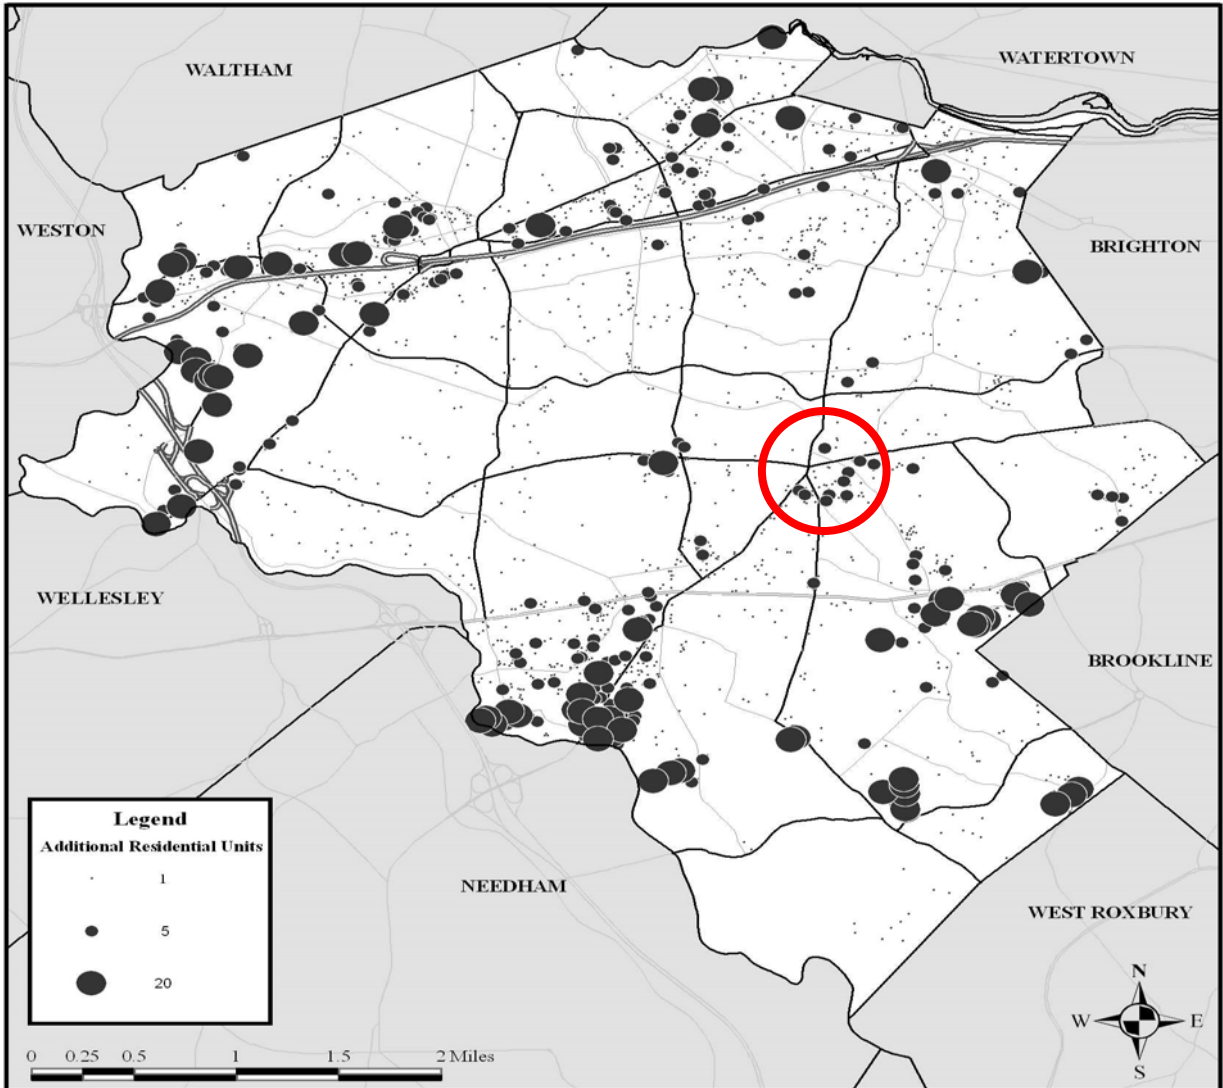 WALTHAM
WATERTOWN
WESTON
BRIGHTON
WELLESLEY
BROOKLINE
NEEDHAM
WEST ROXBURY
Legend
Additional Residential Units
1
5
20
0 0.25 0.5 1 1.5 2 Miles
N
W E
S